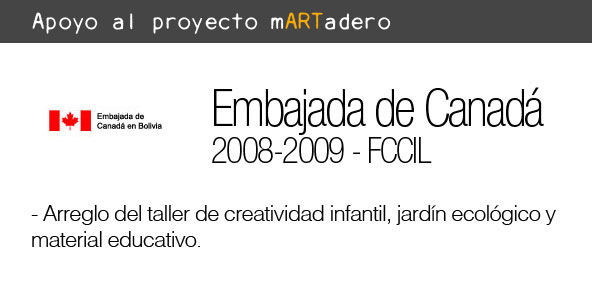 Apoyo al proyecto mARTadero
Embajada de
Canadá en Bolivia
Embajada de Canadá
2008-2009 - FCCIL
- Arreglo del taller de creatividad infantil, jardín ecológico y
material educativo.